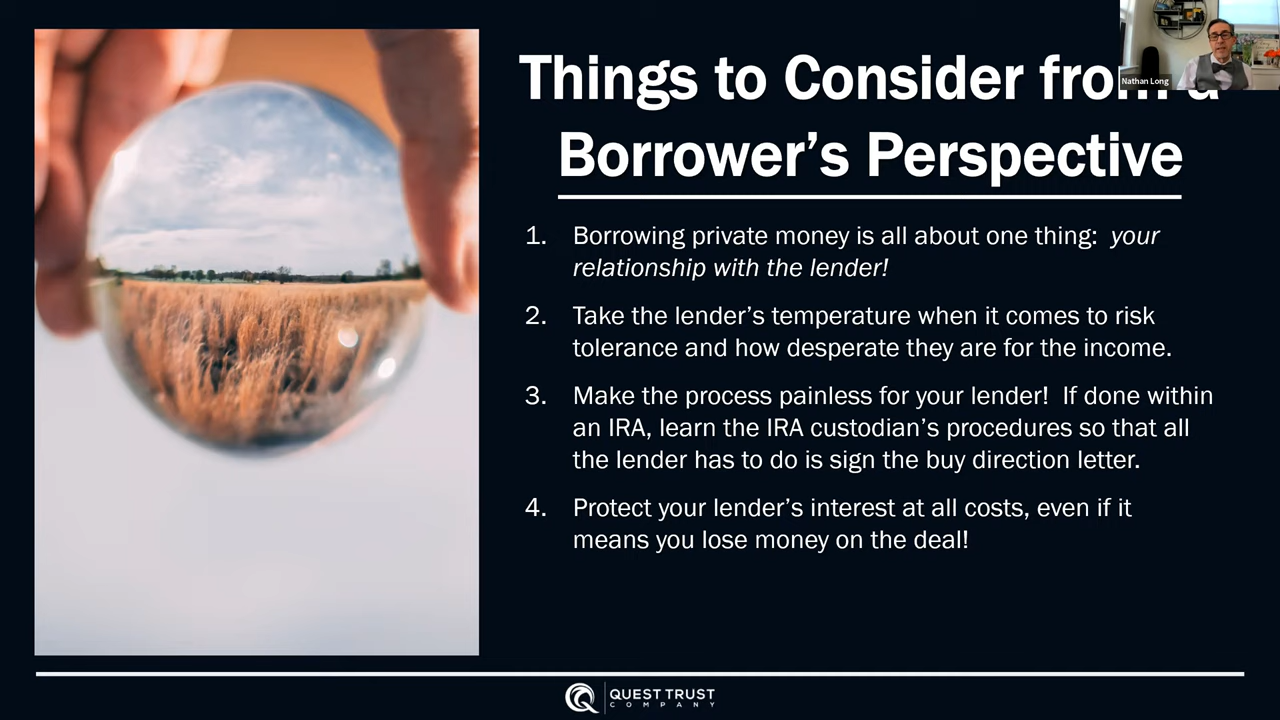 Things to Consider from a
Borrower's Perspective
Nathan Long
1. Borrowing private money is all about one thing: your
relationship with the lender!
2. Take the lender's temperature when it comes to risk
tolerance and how desperate they are for the income.
3. Make the process painless for your lender! If done within
an IRA, learn the IRA custodian's procedures so that all
the lender has to do is sign the buy direction letter.
4. Protect your lender's interest at all costs, even if it
means you lose money on the deal!
QUEST TRUST
COMPANY